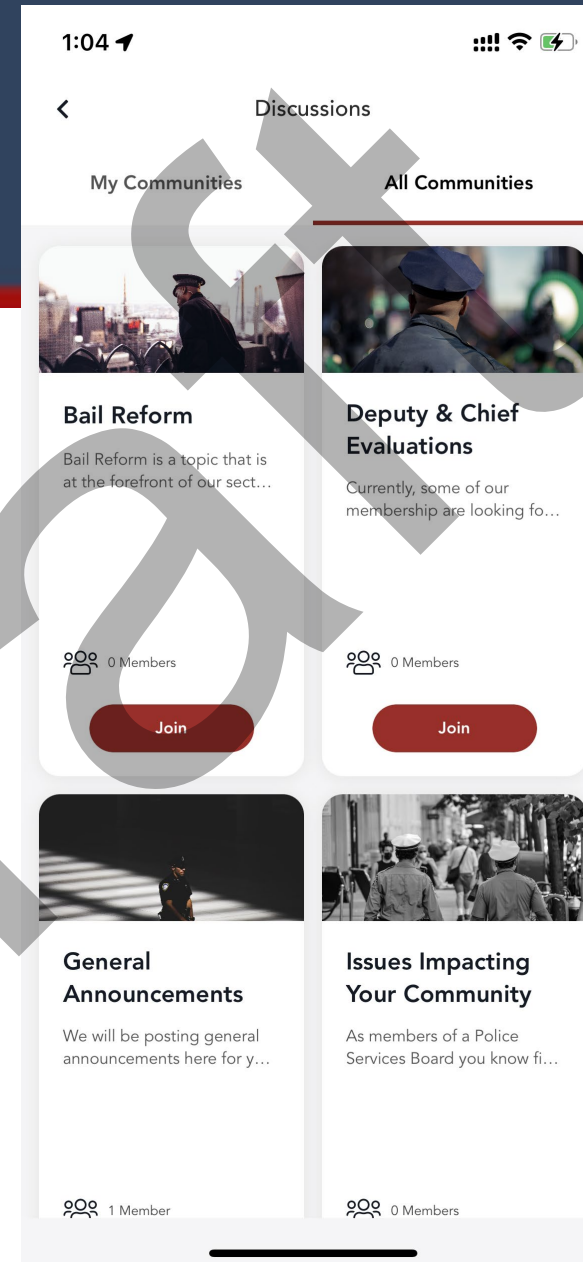 1:04
Discussions
My Communities
All Communities
Bail Reform
Bail Reform is a topic that is
at the forefront of our sect...
0 Members
Join
Deputy & Chief
Evaluations
Currently, some of our
membership are looking fo...
0 Members
Join
General
Announcements
We will be posting general
announcements here for y...
1 Member
Issues Impacting
Your Community
As members of a Police
Services Board you know fi...
0 Members